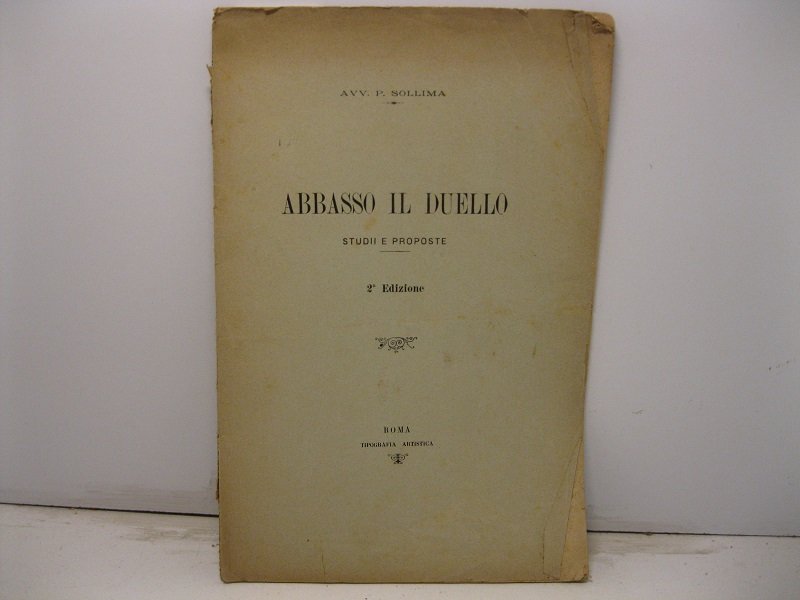 AVV. P. SOLLIMA
ABBASSO IL DUELLO
STUDII E PROPOSTE
2ª Edizione
ROMA
TIPOGRAFIA ARTISTICA